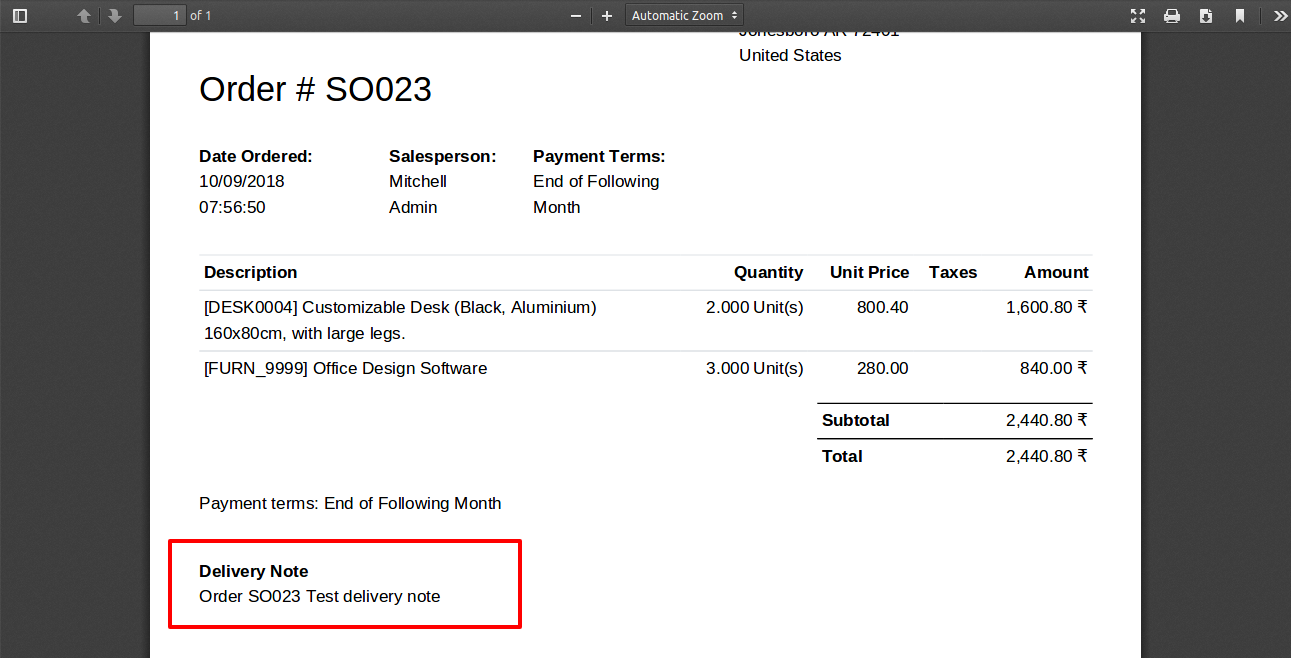 1 of 1
Automatic Zoom
United States
Order # SO023
Date Ordered: Salesperson: Payment Terms:
10/09/2018 Mitchell End of Following
07:56:50 Admin Month
Description Quantity Unit Price Taxes Amount
[DESK0004] Customizable Desk (Black, Aluminium) 2.000 Unit(s) 800.40 1,600.80 ₹
160x80cm, with large legs.
[FURN_9999] Office Design Software 3.000 Unit(s) 280.00 840.00 ₹
Subtotal 2,440.80 ₹
Total 2,440.80 ₹
Payment terms: End of Following Month
Delivery Note
Order SO023 Test delivery note